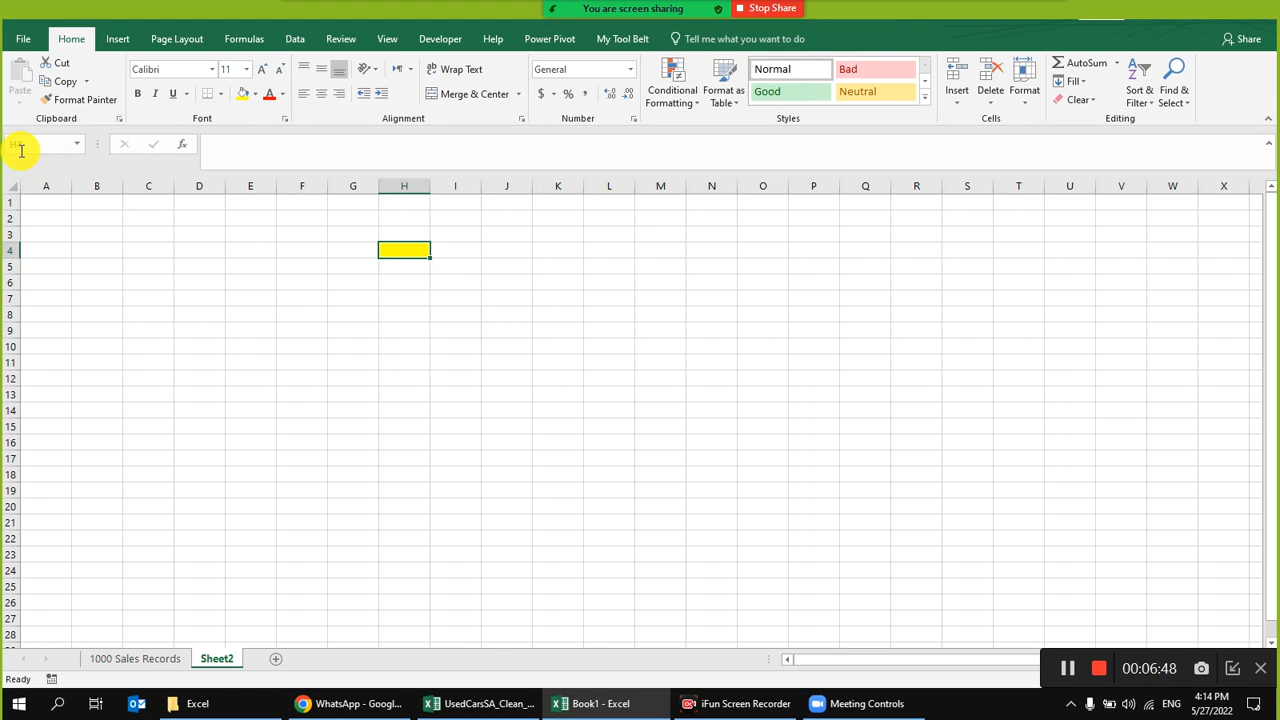 You are screen sharing Stop Share
File Home Insert Page Layout Formulas Data Review View Developer Help Power Pivot My Tool Belt Tell me what you want to do Share
Paste Cut Calibri 11 Wrap Text General Conditional Formatting Format as Table Normal Bad Insert Delete Format AutoSum Sort & Filter Find & Select
Copy Fill
Format Painter B I U A Merge & Center $ % Good Neutral Clear
Clipboard Font Alignment Number Styles Cells Editing
H4 fx
A B C D E F G H I J K L M N O P Q R S T U V W X
1
2
3
4
5
6
7
8
9
10
11
12
13
14
15
16
17
18
19
20
21
22
23
24
25
26
27
28
1000 Sales Records Sheet2
Ready 00:06:48
Excel WhatsApp - Googl... UsedCarsSA_Clean_... Book1 - Excel iFun Screen Recorder Meeting Controls ENG 4:14 PM
5/27/2022